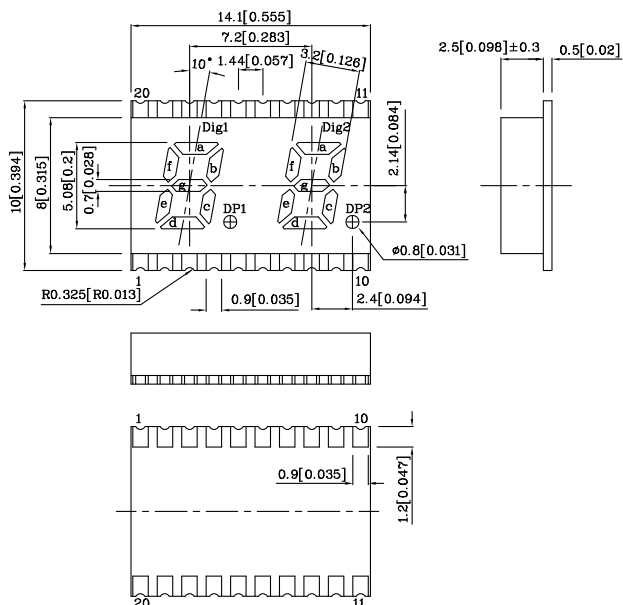 14.1[0.555]
7.2[0.283]
10° 1.44[0.057]
3.2[0.126]
2.5[0.098]±0.3
0.5[0.02]
20
11
Dig1
Dig2
a
f
b
g
e
c
d
DP1
a
f
b
g
e
c
d
DP2
10[0.394]
8[0.315]
5.08[0.2]
0.7[0.028]
2.14[0.084]
ø0.8[0.031]
1
10
R0.325[R0.013]
0.9[0.035]
2.4[0.094]
1
10
0.9[0.035]
1.2[0.047]
20
11